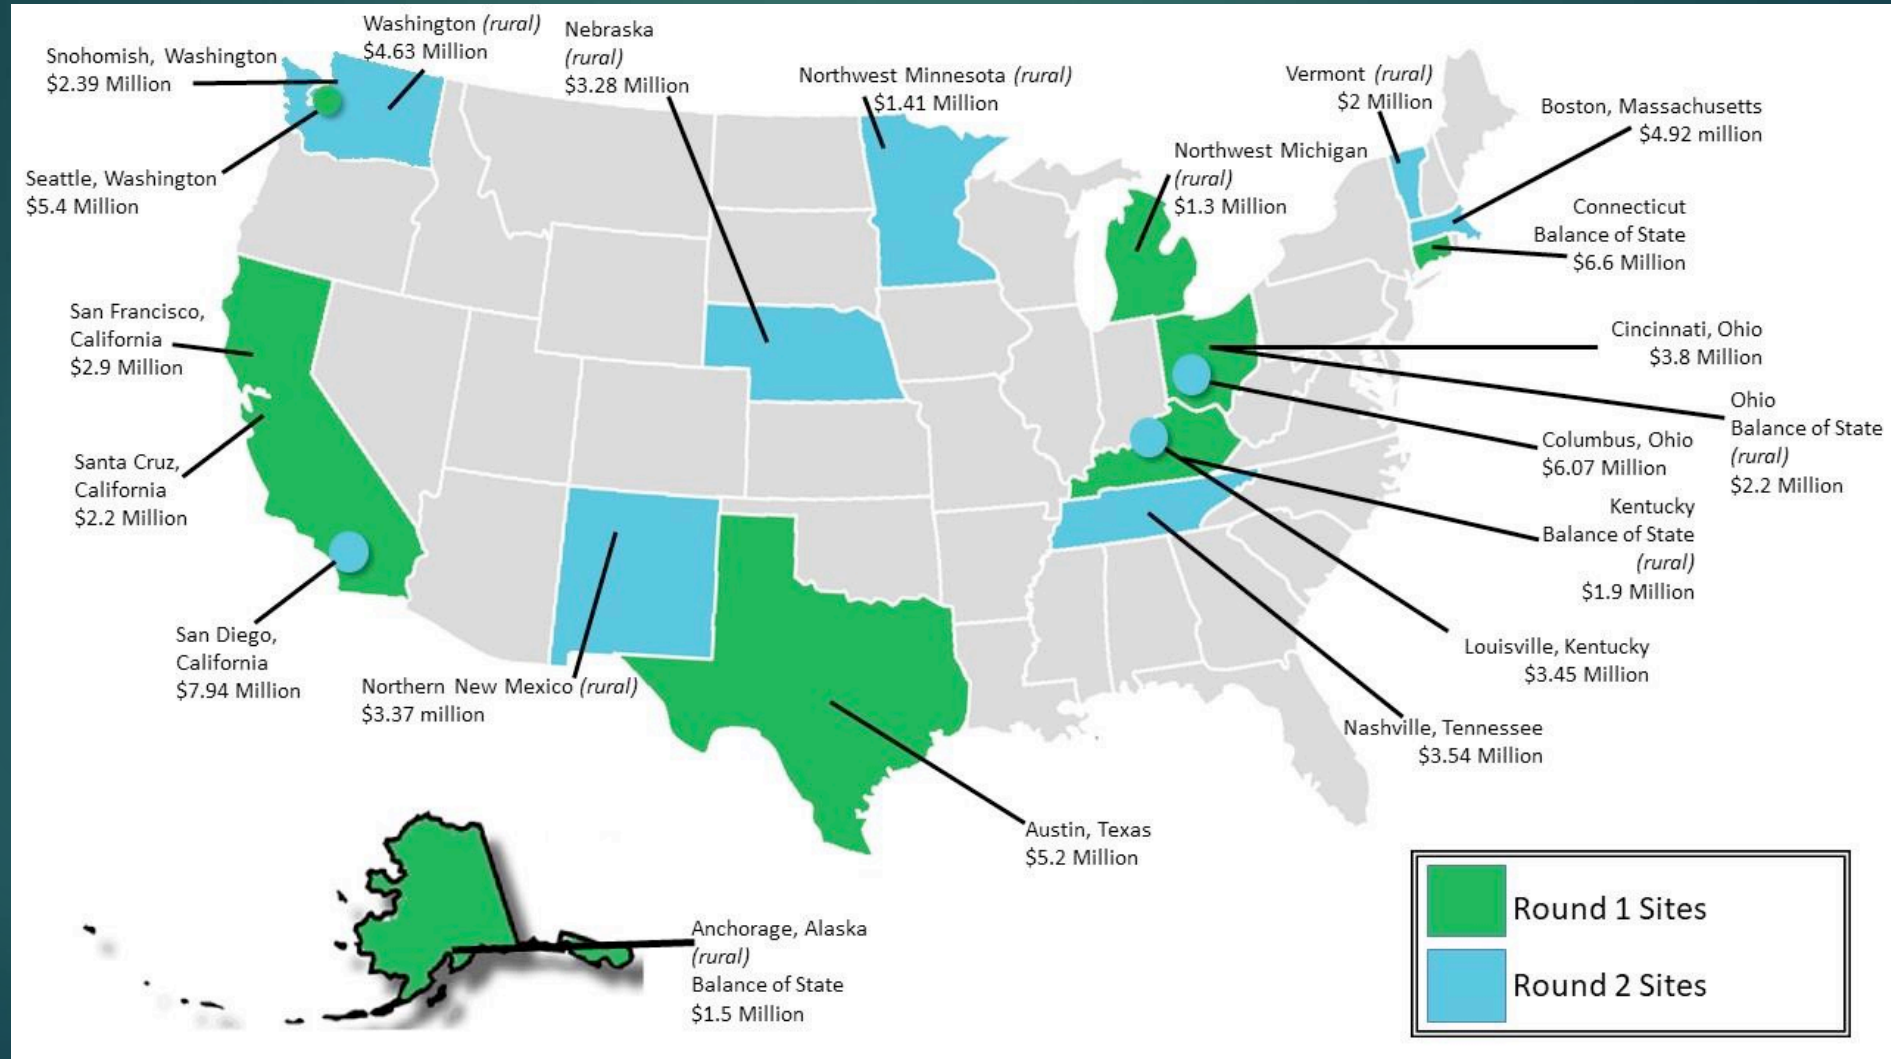 Snohomish, Washington
$2.39 Million
Washington (rural)
$4.63 Million
Nebraska
(rural)
$3.28 Million
Northwest Minnesota (rural)
$1.41 Million
Vermont (rural)
$2 Million
Boston, Massachusetts
$4.92 million
Northwest Michigan
(rural)
$1.3 Million
Seattle, Washington
$5.4 Million
Connecticut
Balance of State
$6.6 Million
San Francisco,
California
$2.9 Million
Cincinnati, Ohio
$3.8 Million
Ohio
Balance of State
(rural)
$2.2 Million
Columbus, Ohio
$6.07 Million
Santa Cruz,
California
$2.2 Million
Kentucky
Balance of State
(rural)
$1.9 Million
San Diego,
California
$7.94 Million
Northern New Mexico (rural)
$3.37 million
Louisville, Kentucky
$3.45 Million
Nashville, Tennessee
$3.54 Million
Austin, Texas
$5.2 Million
Anchorage, Alaska
(rural)
Balance of State
$1.5 Million
Round 1 Sites
Round 2 Sites